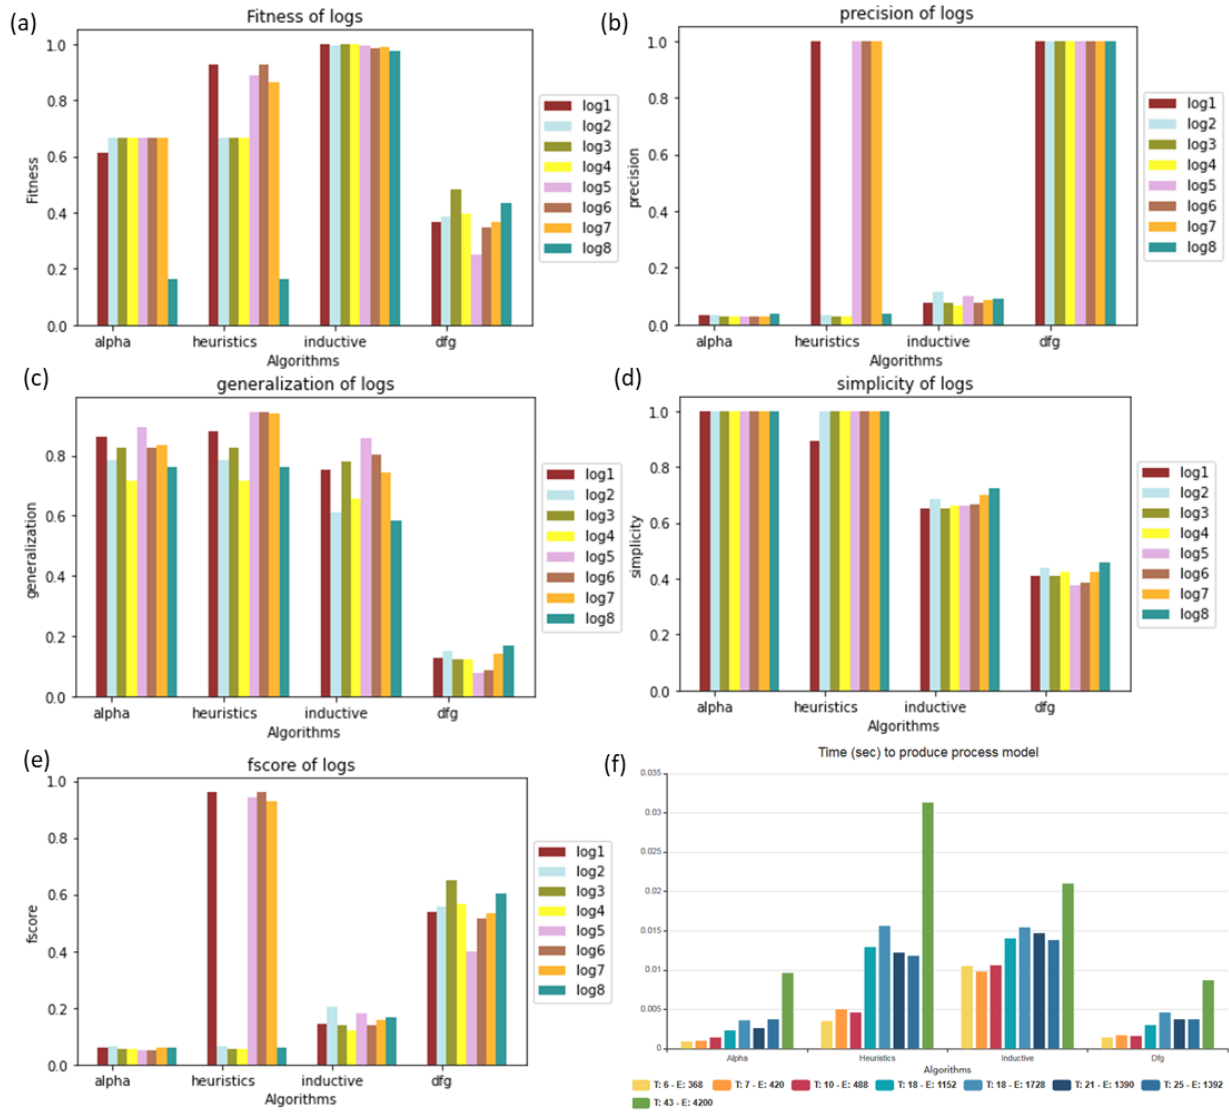 (a)
Fitness of logs
1.0
0.8
0.6
0.4
0.2
0.0
Fitness
alpha heuristics inductive dfg
Algorithms
log1
log2
log3
log4
log5
log6
log7
log8
(b)
precision of logs
1.0
0.8
0.6
0.4
0.2
0.0
precision
alpha heuristics inductive dfg
Algorithms
log1
log2
log3
log4
log5
log6
log7
log8
(c)
generalization of logs
0.8
0.6
0.4
0.2
0.0
generalization
alpha heuristics inductive dfg
Algorithms
log1
log2
log3
log4
log5
log6
log7
log8
(d)
simplicity of logs
1.0
0.8
0.6
0.4
0.2
0.0
simplicity
alpha heuristics inductive dfg
Algorithms
log1
log2
log3
log4
log5
log6
log7
log8
(e)
fscore of logs
1.0
0.8
0.6
0.4
0.2
0.0
fscore
alpha heuristics inductive dfg
Algorithms
log1
log2
log3
log4
log5
log6
log7
log8
(f)
Time (sec) to produce process model
0.035
0.03
0.025
0.02
0.015
0.01
0.005
0
Alpha Heuristics Inductive Dfg
Algorithms
T: 6 - E: 368 T: 7 - E: 420 T: 10 - E: 488 T: 18 - E: 1152 T: 18 - E: 1728 T: 21 - E: 1390 T: 25 - E: 1392
T: 43 - E: 4200